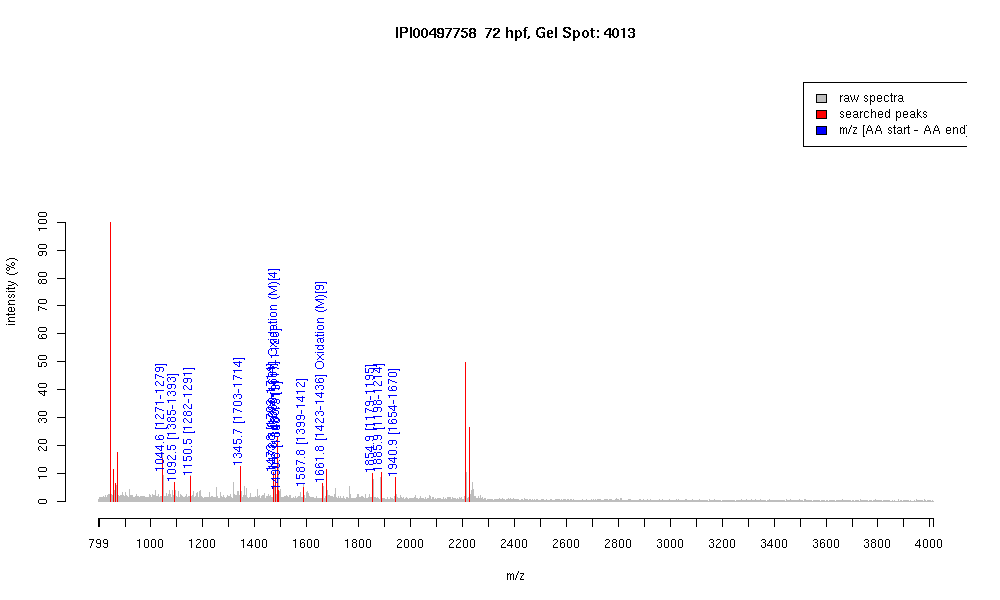 IPI00497758 72 hpf, Gel Spot: 4013
raw spectra
searched peaks
m/z [AA start - AA end]
intensity (%)
100
90
80
70
60
50
40
30
20
10
0
1044.6 [1271-1279]
1092.5 [1385-1393]
1150.5 [1282-1291]
1345.7 [1703-1714]
Oxidation (M)[4]
1587.8 [1399-1412]
1661.8 [1423-1436] Oxidation (M)[9]
1854.9 [1179-1195]
1885.9 [1198-1214]
1940.9 [1654-1670]
799 1000 1200 1400 1600 1800 2000 2200 2400 2600 2800 3000 3200 3400 3600 3800 4000
m/z